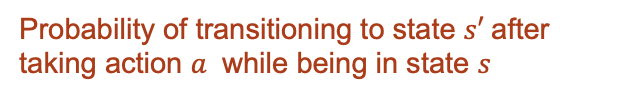 Probability of transitioning to state s′ after
taking action a while being in state s